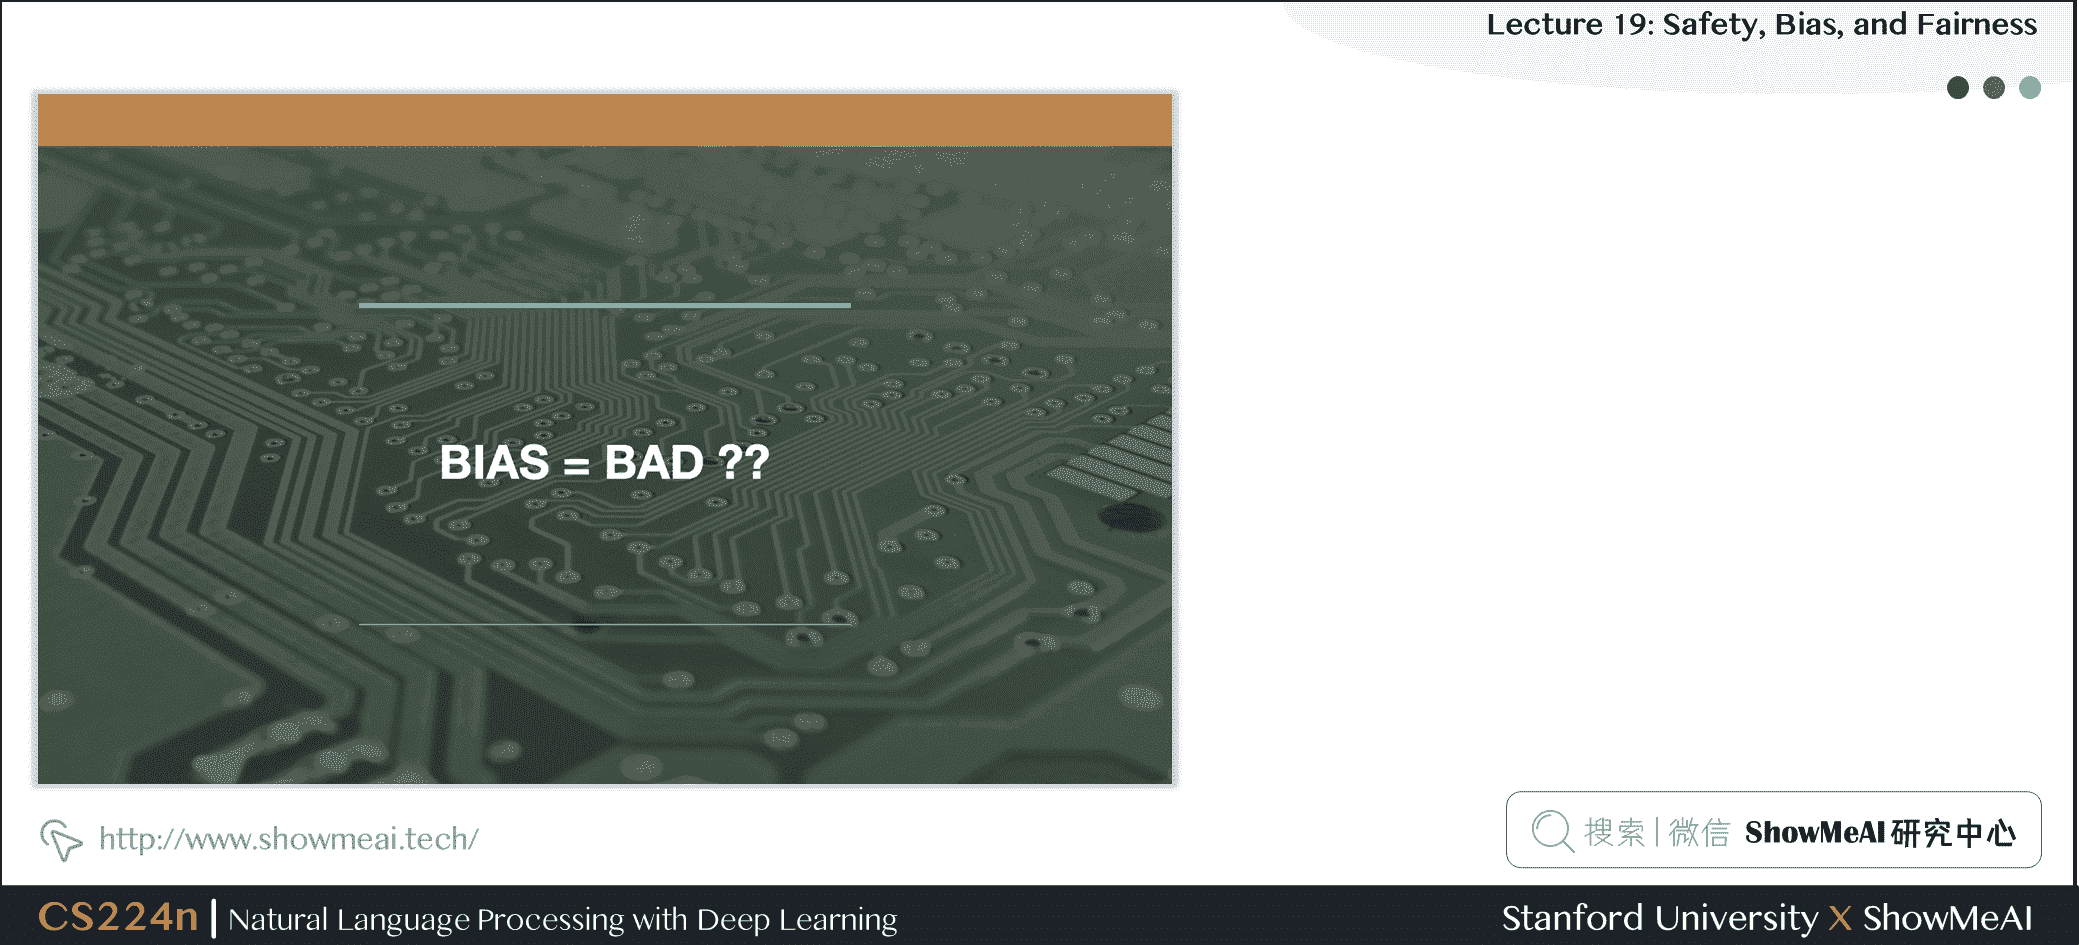 Lecture 19: Safety, Bias, and Fairness
BIAS = BAD ??
http://www.showmeai.tech/
搜索 | 微信 ShowMeAI 研究中心
CS224n | Natural Language Processing with Deep Learning
Stanford University X ShowMeAI